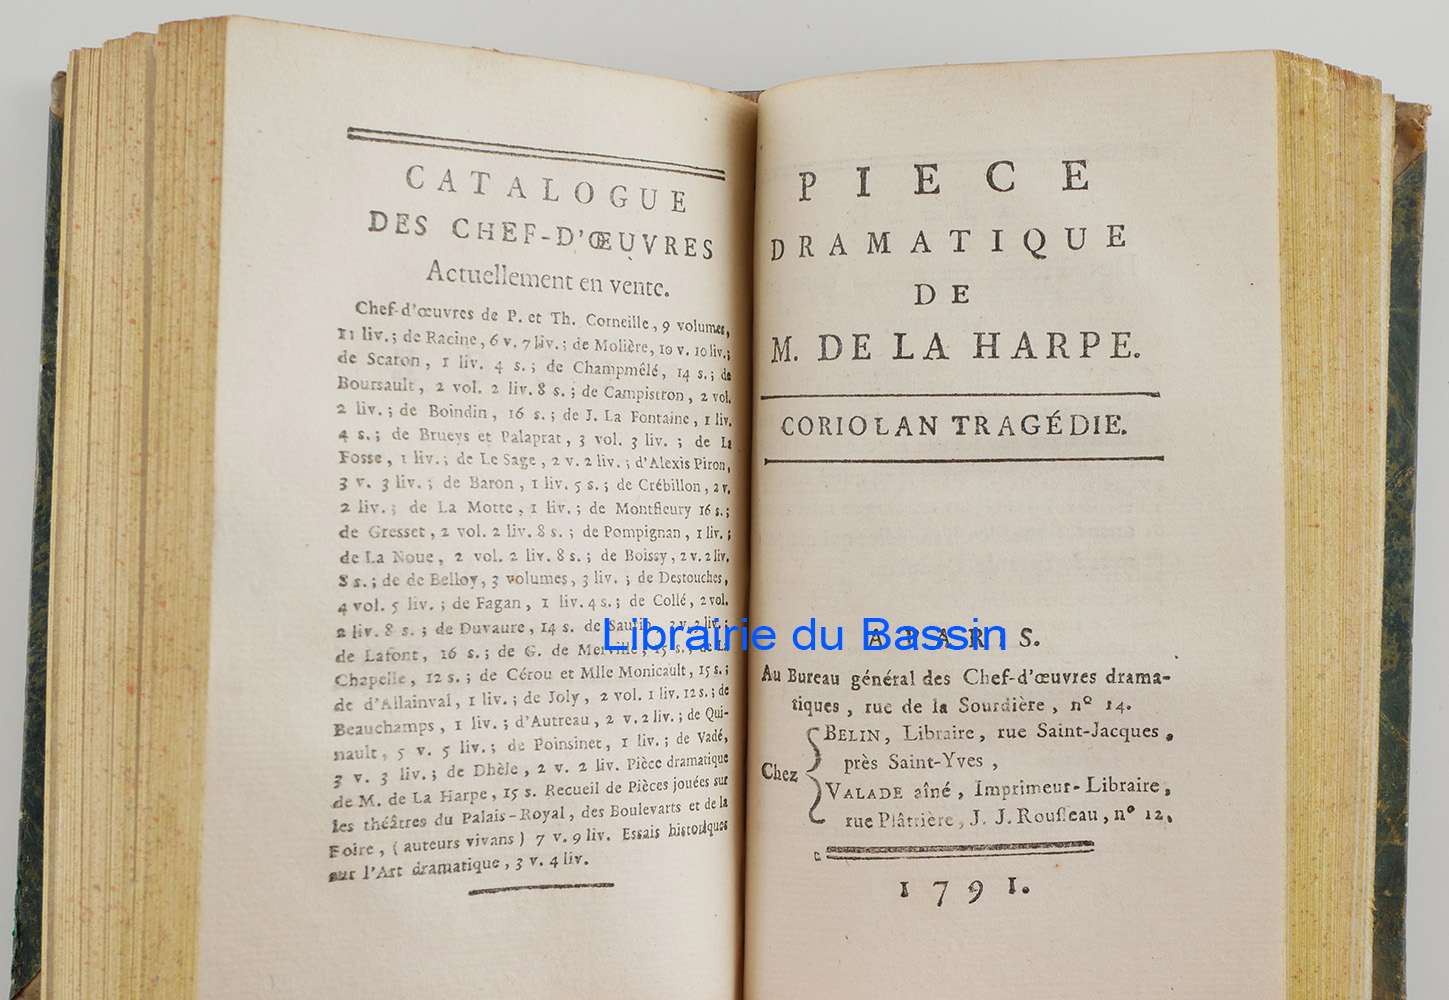 CATALOGUE
DES CHEF-D'ŒUVRES
Actuellement en vente.
Chef-d'œuvres de P. et Th. Corneille, 9 volumes,
11 liv.; de Racine, 6 v. 7 liv.; de Molière, 10 v. 10 liv.;
de Scaron, 1 liv. 4 s.; de Champmêlé, 14 s.; de
Boursault, 2 vol. 2 liv. 8 s.; de Campistron, 2 vol.
2 liv.; de Boindin, 16 s.; de J. La Fontaine, 1 liv.
4 s.; de Brueys et Palaprat, 3 vol. 3 liv.; de La
Fosse, 1 liv.; de Le Sage, 2 v. 2 liv.; d'Alexis Piron,
3 v. 3 liv.; de Baron, 1 liv. 5 s.; de Crébillon, 2 v.
2 liv.; de La Motte, 1 liv.; de Montfleury 16 s.;
de Gresset, 2 vol. 2 liv. 8 s.; de Pompignan, 1 liv.;
de La Noue, 2 vol. 2 liv. 8 s.; de Boissy, 2 v. 2 liv.
8 s.; de de Belloy, 3 volumes, 3 liv.; de Destouches,
4 vol. 5 liv.; de Fagan, 1 liv. 4 s.; de Collé, 2 vol.
2 liv. 8 s.; de Duvaure, 14 s. de Saurin, 2 v. 2 liv.;
de Lafont, 16 s.; de G. de Merville, 15 s.; de La
Chapelle, 12 s.; de Cérou et Mlle Monicault, 15 s.;
de d'Allainval, 1 liv.; de Joly, 2 vol. 1 liv. 12 s.; de
Beauchamps, 1 liv.; d'Autreau, 2 v. 2 liv.; de Qui-
nault, 5 v. 5 liv.; de Poinsinet, 1 liv.; de Vadé,
3 v. 3 liv.; de Dhèle, 2 v. 2 liv. Pièce dramatique
de M. de La Harpe, 15 s. Recueil de Pièces jouées sur
les théâtres du Palais-Royal, des Boulevarts et de la
Foire, (auteurs vivans) 7 v. 9 liv. Essais historiques
sur l'Art dramatique, 3 v. 4 liv.
PIECE
DRAMATIQUE
DE
M. DE LA HARPE.
CORIOLAN TRAGÉDIE.
A PARIS.
Au Bureau général des Chef-d'œuvres drama-
tiques, rue de la Sourdière, nº 14.
Chez
BELIN, Libraire, rue Saint-Jacques,
près Saint-Yves,
VALADE aîné, Imprimeur-Libraire,
rue Plâtrière, J. J. Rousseau, nº 12.
1791.
Librairie du Bassin